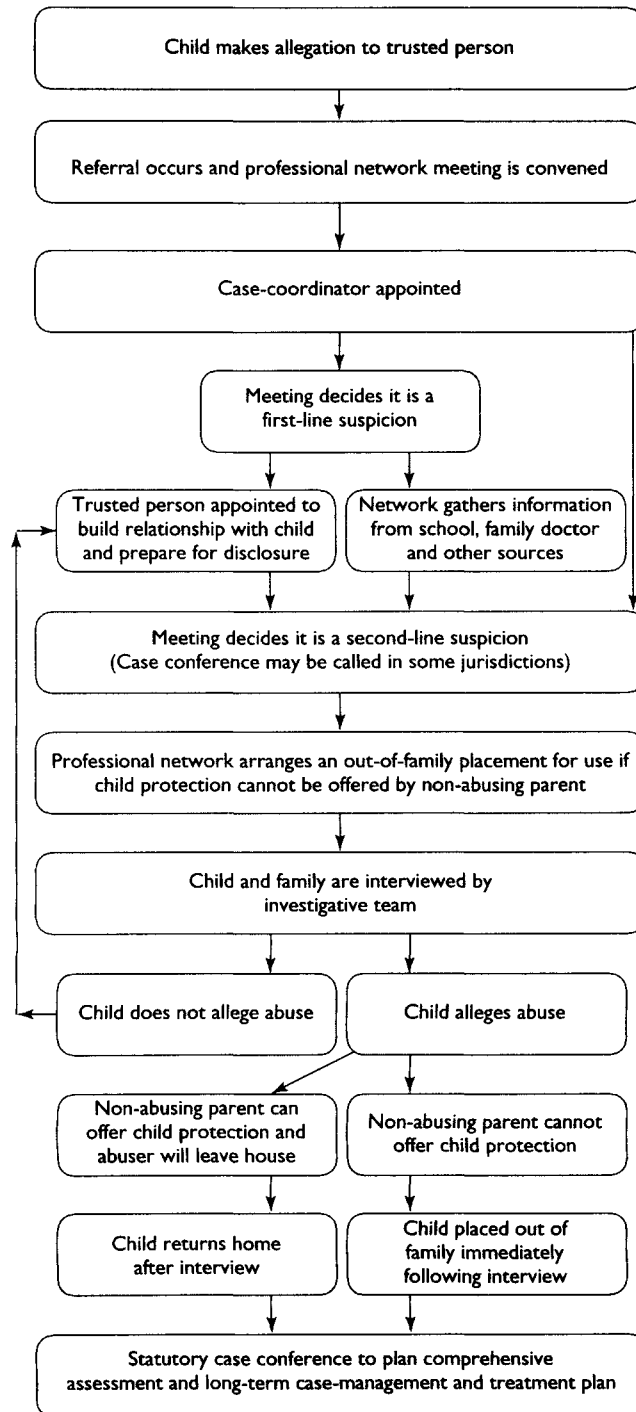 Child makes allegation to trusted person
Referral occurs and professional network meeting is convened
Case-coordinator appointed
Meeting decides it is a
first-line suspicion
Trusted person appointed to
build relationship with child
and prepare for disclosure
Network gathers information
from school, family doctor
and other sources
Meeting decides it is a second-line suspicion
(Case conference may be called in some jurisdictions)
Professional network arranges an out-of-family placement for use if
child protection cannot be offered by non-abusing parent
Child and family are interviewed by
investigative team
Child does not allege abuse
Child alleges abuse
Non-abusing parent can
offer child protection and
abuser will leave house
Non-abusing parent cannot
offer child protection
Child returns home
after interview
Child placed out of
family immediately
following interview
Statutory case conference to plan comprehensive
assessment and long-term case-management and treatment plan